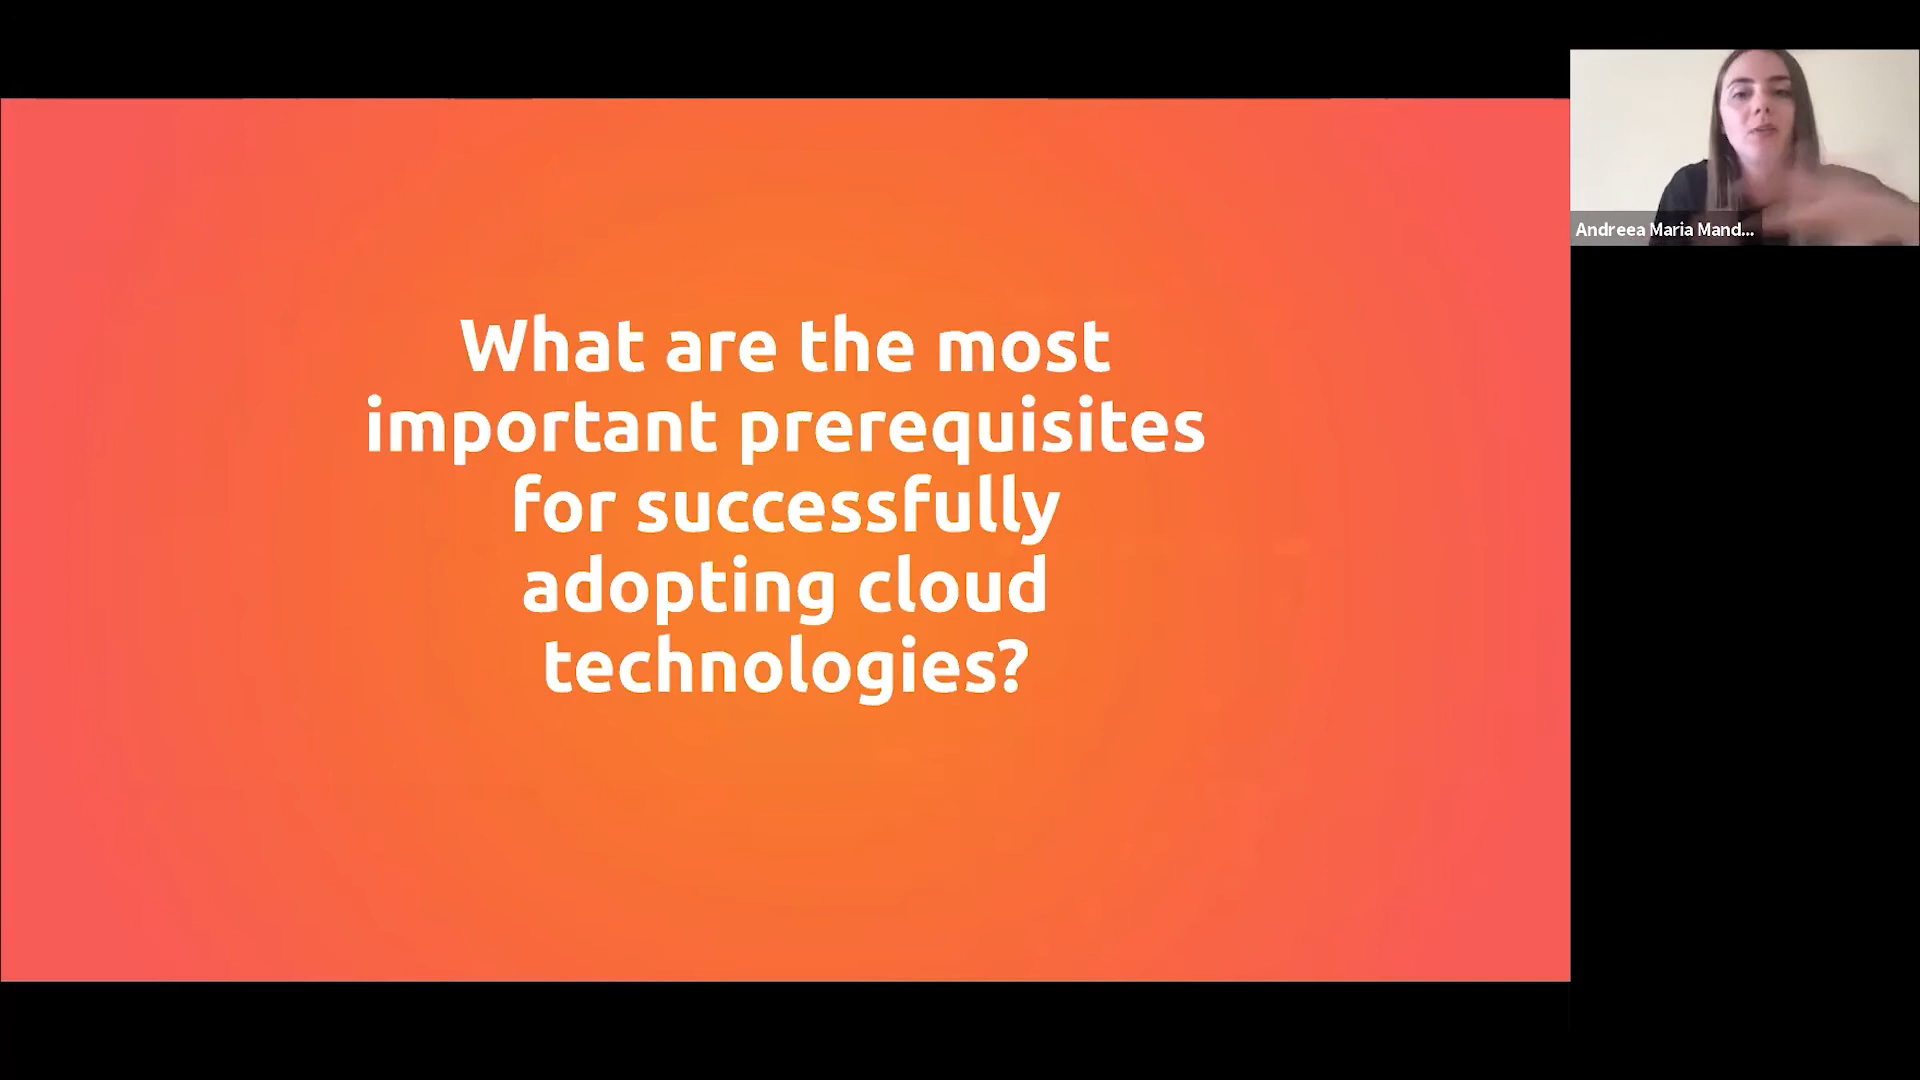 What are the most
important prerequisites
for successfully
adopting cloud
technologies?
Andreea Maria Mand...